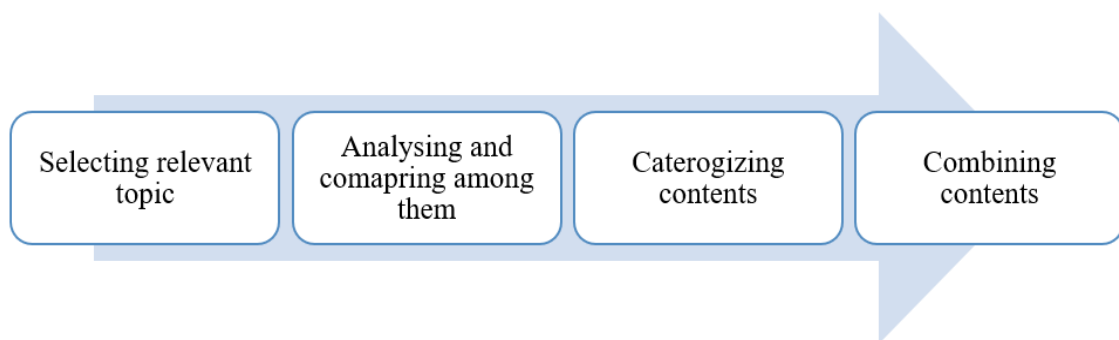 Selecting relevant
topic
Analysing and
comapring among
them
Caterogizing
contents
Combining
contents